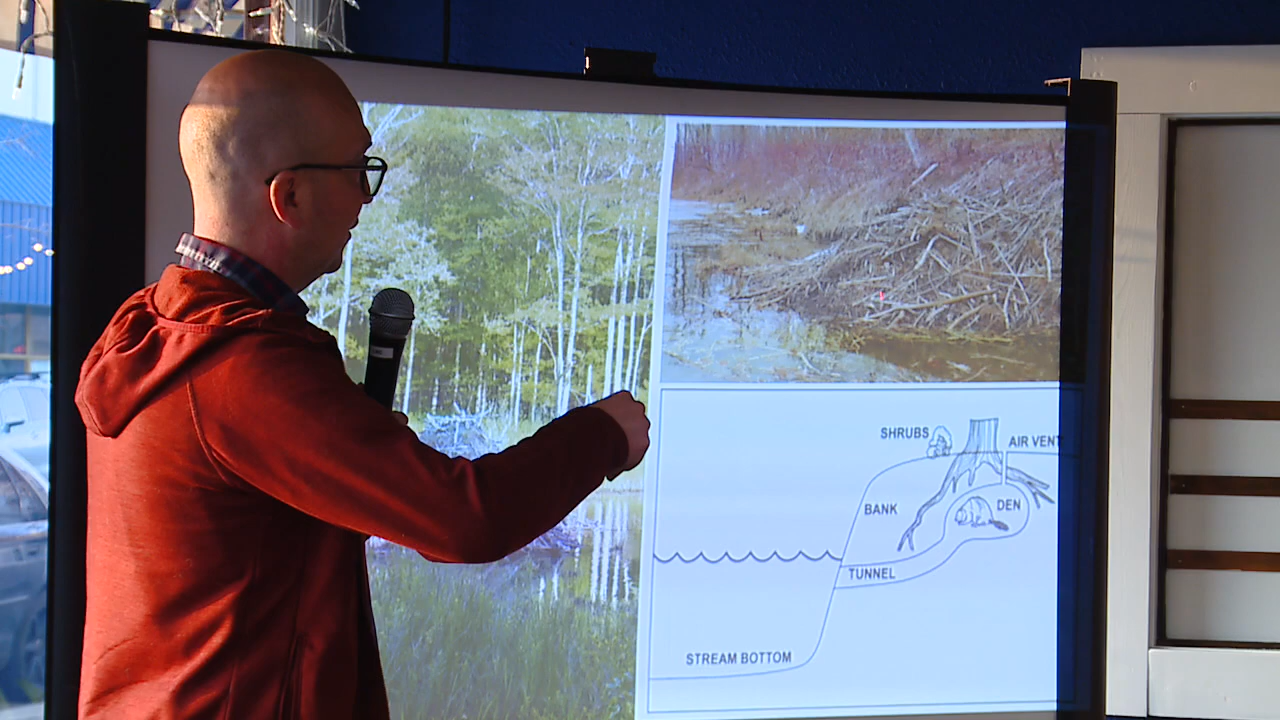 SHRUBS
AIR VENT
BANK
DEN
TUNNEL
STREAM BOTTOM